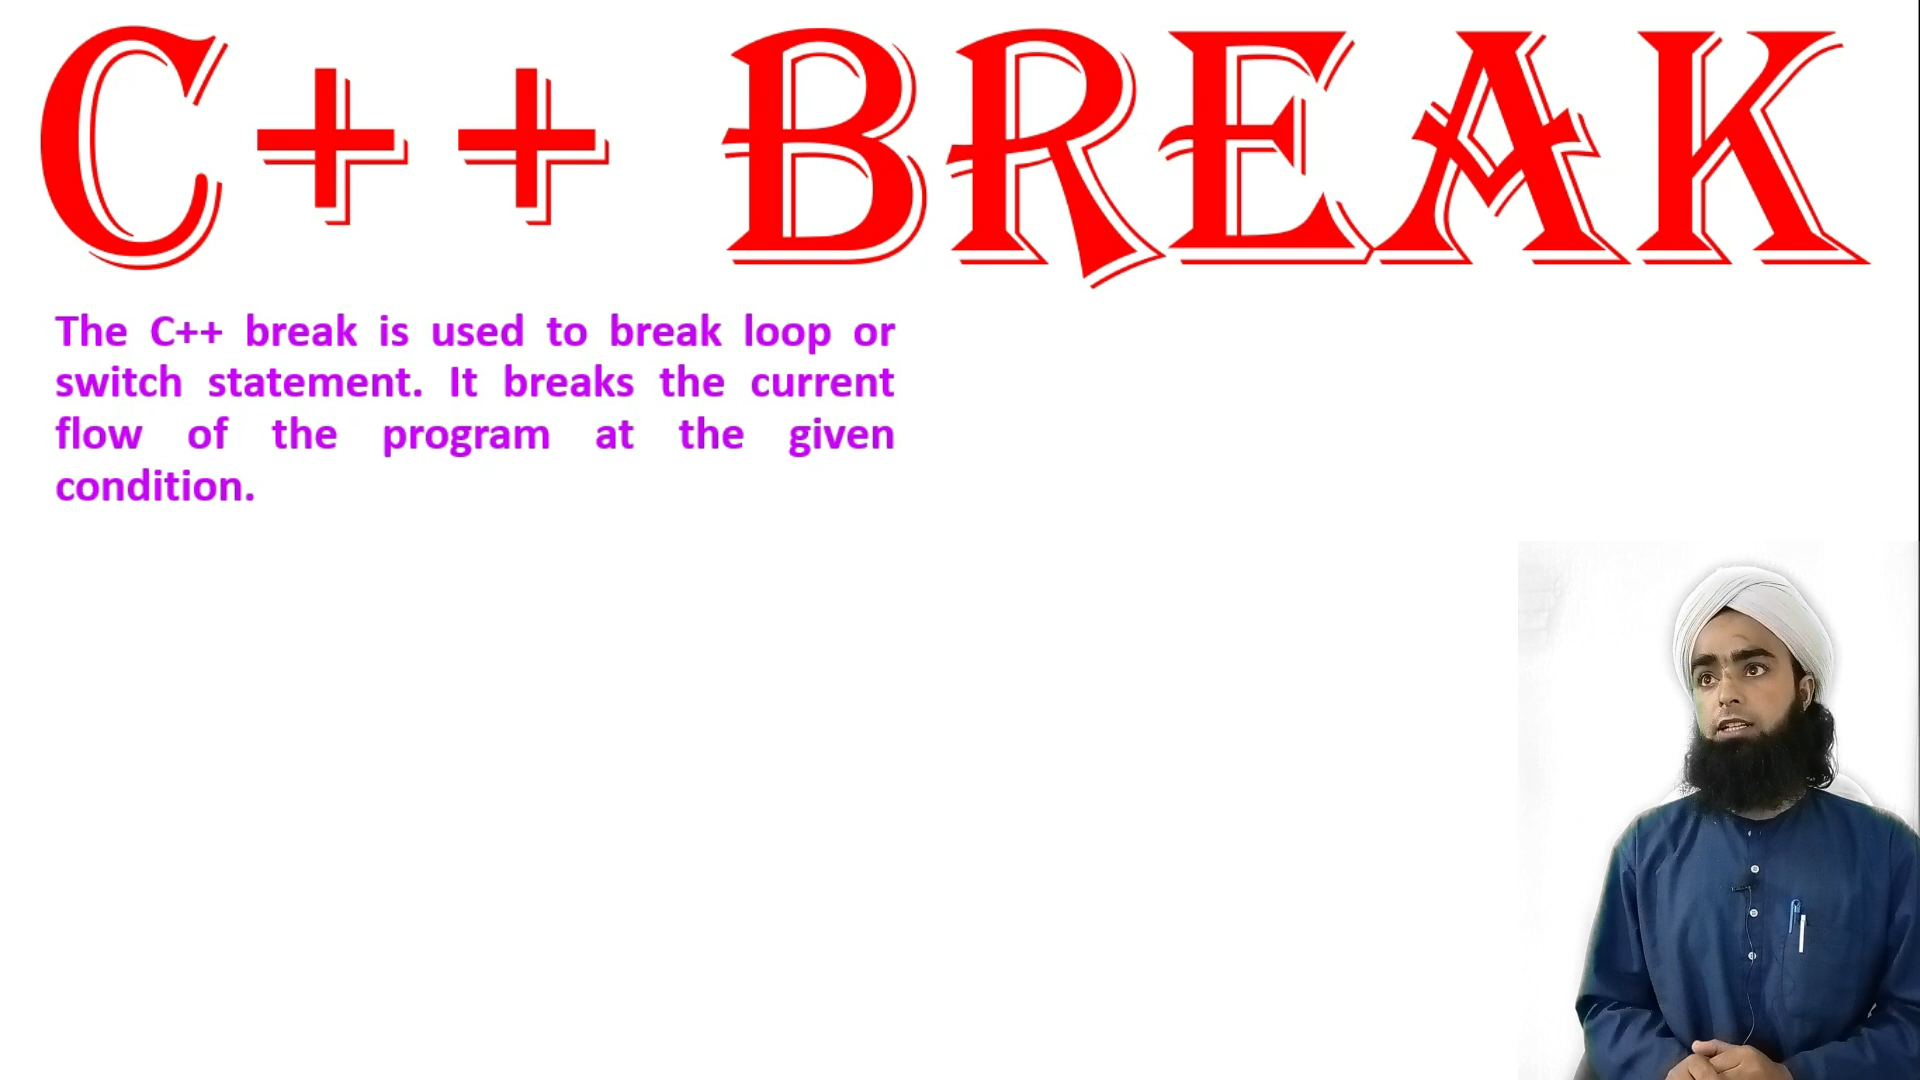 C++ BREAK
The C++ break is used to break loop or
switch statement. It breaks the current
flow of the program at the given
condition.